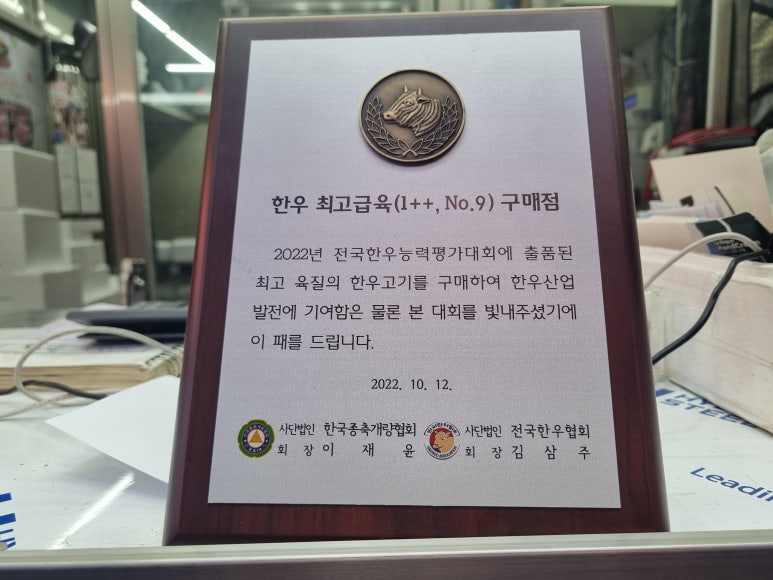 한우 최고급육(1++, No.9) 구매점
2022년 전국한우능력평가대회에 출품된
최고 육질의 한우고기를 구매하여 한우산업
발전에 기여함은 물론 본 대회를 빛내주셨기에
이 패를 드립니다.
2022. 10. 12.
사단법인 한국종축개량협회
회 장 이 재 윤
사단법인 전국한우협회
회 장 김 삼 주
STEEL
Leadin